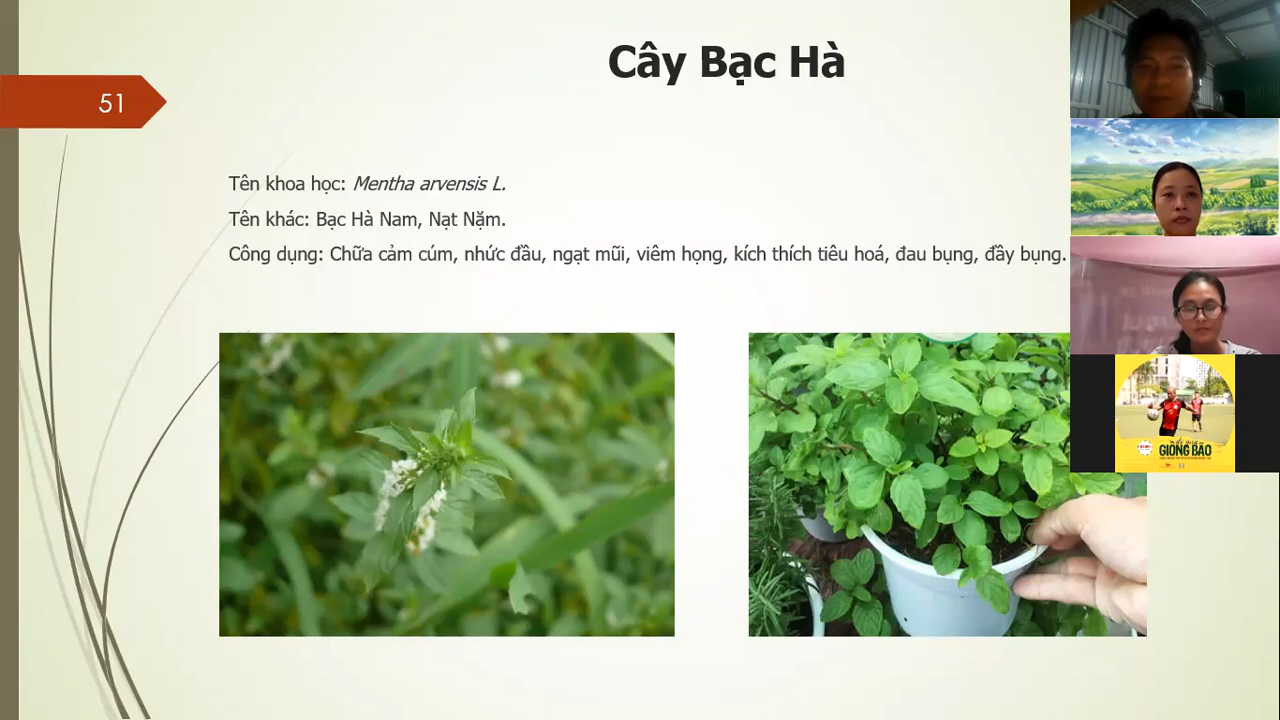 Cây Bạc Hà
51
Tên khoa học: Mentha arvensis L.
Tên khác: Bạc Hà Nam, Nạt Nặm.
Công dụng: Chữa cảm cúm, nhức đầu, ngạt mũi, viêm họng, kích thích tiêu hoá, đau bụng, đầy bụng.
GIÔNG BÃO